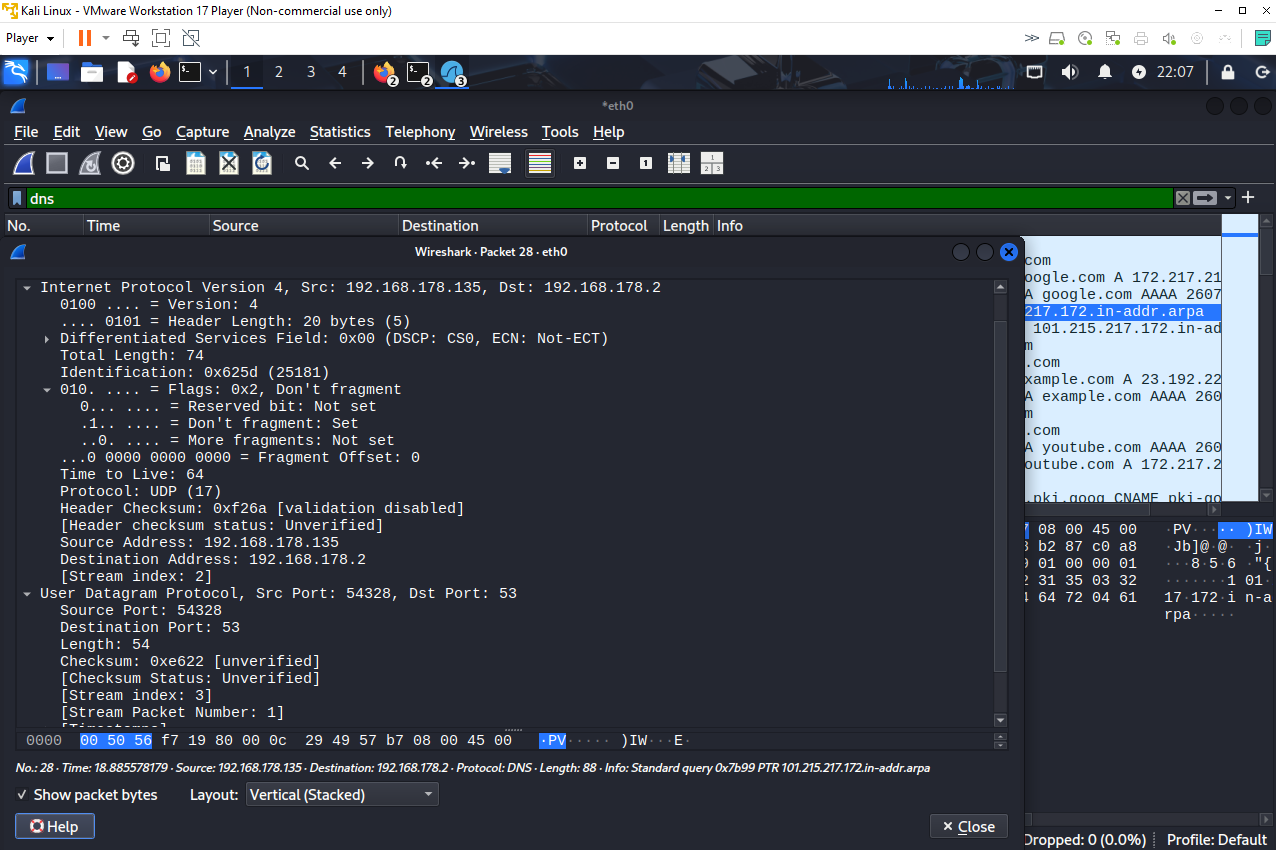 Kali Linux - VMware Workstation 17 Player (Non-commercial use only)
Player
1 2 3 4 2 2 3 22:07
*eth0
File Edit View Go Capture Analyze Statistics Telephony Wireless Tools Help
dns
No. Time Source Destination Protocol Length Info
Wireshark · Packet 28 · eth0
Internet Protocol Version 4, Src: 192.168.178.135, Dst: 192.168.178.2
0100 .... = Version: 4
.... 0101 = Header Length: 20 bytes (5)
Differentiated Services Field: 0x00 (DSCP: CS0, ECN: Not-ECT)
Total Length: 74
Identification: 0x625d (25181)
010. .... = Flags: 0x2, Don't fragment
0... .... = Reserved bit: Not set
.1.. .... = Don't fragment: Set
..0. .... = More fragments: Not set
...0 0000 0000 0000 = Fragment Offset: 0
Time to Live: 64
Protocol: UDP (17)
Header Checksum: 0xf26a [validation disabled]
[Header checksum status: Unverified]
Source Address: 192.168.178.135
Destination Address: 192.168.178.2
[Stream index: 2]
User Datagram Protocol, Src Port: 54328, Dst Port: 53
Source Port: 54328
Destination Port: 53
Length: 54
Checksum: 0xe622 [unverified]
[Checksum Status: Unverified]
[Stream index: 3]
[Stream Packet Number: 1]
[Timestamps]
0000 00 50 56 f7 19 80 00 0c 29 49 57 b7 08 00 45 00 ·PV·····)IW···E·
No.: 28 · Time: 18.885578179 · Source: 192.168.178.135 · Destination: 192.168.178.2 · Protocol: DNS · Length: 88 · Info: Standard query 0x7b99 PTR 101.215.217.172.in-addr.arpa
Show packet bytes Layout: Vertical (Stacked)
Help Close
com
oogle.com A 172.217.21
A google.com AAAA 2607
217.172.in-addr.arpa
101.215.217.172.in-ad
m
.com
xample.com A 23.192.22
A example.com AAAA 260
m
.com
A youtube.com AAAA 260
outube.com A 172.217.2
.pki.goog CNAME pki-go
08 00 45 00 ·PV·····)IW
b2 87 c0 a8 ·Jb]@·@··j·
01 00 00 01 ···8·5·6·"{
2 31 35 03 32 ·······101·
64 72 04 61 17·172·in-a
rpa·····
Dropped: 0 (0.0%) Profile: Default